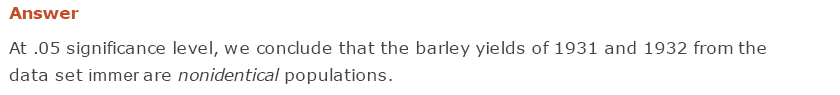 Answer
At .05 significance level, we conclude that the barley yields of 1931 and 1932 from the
data set immer are nonidentical populations.